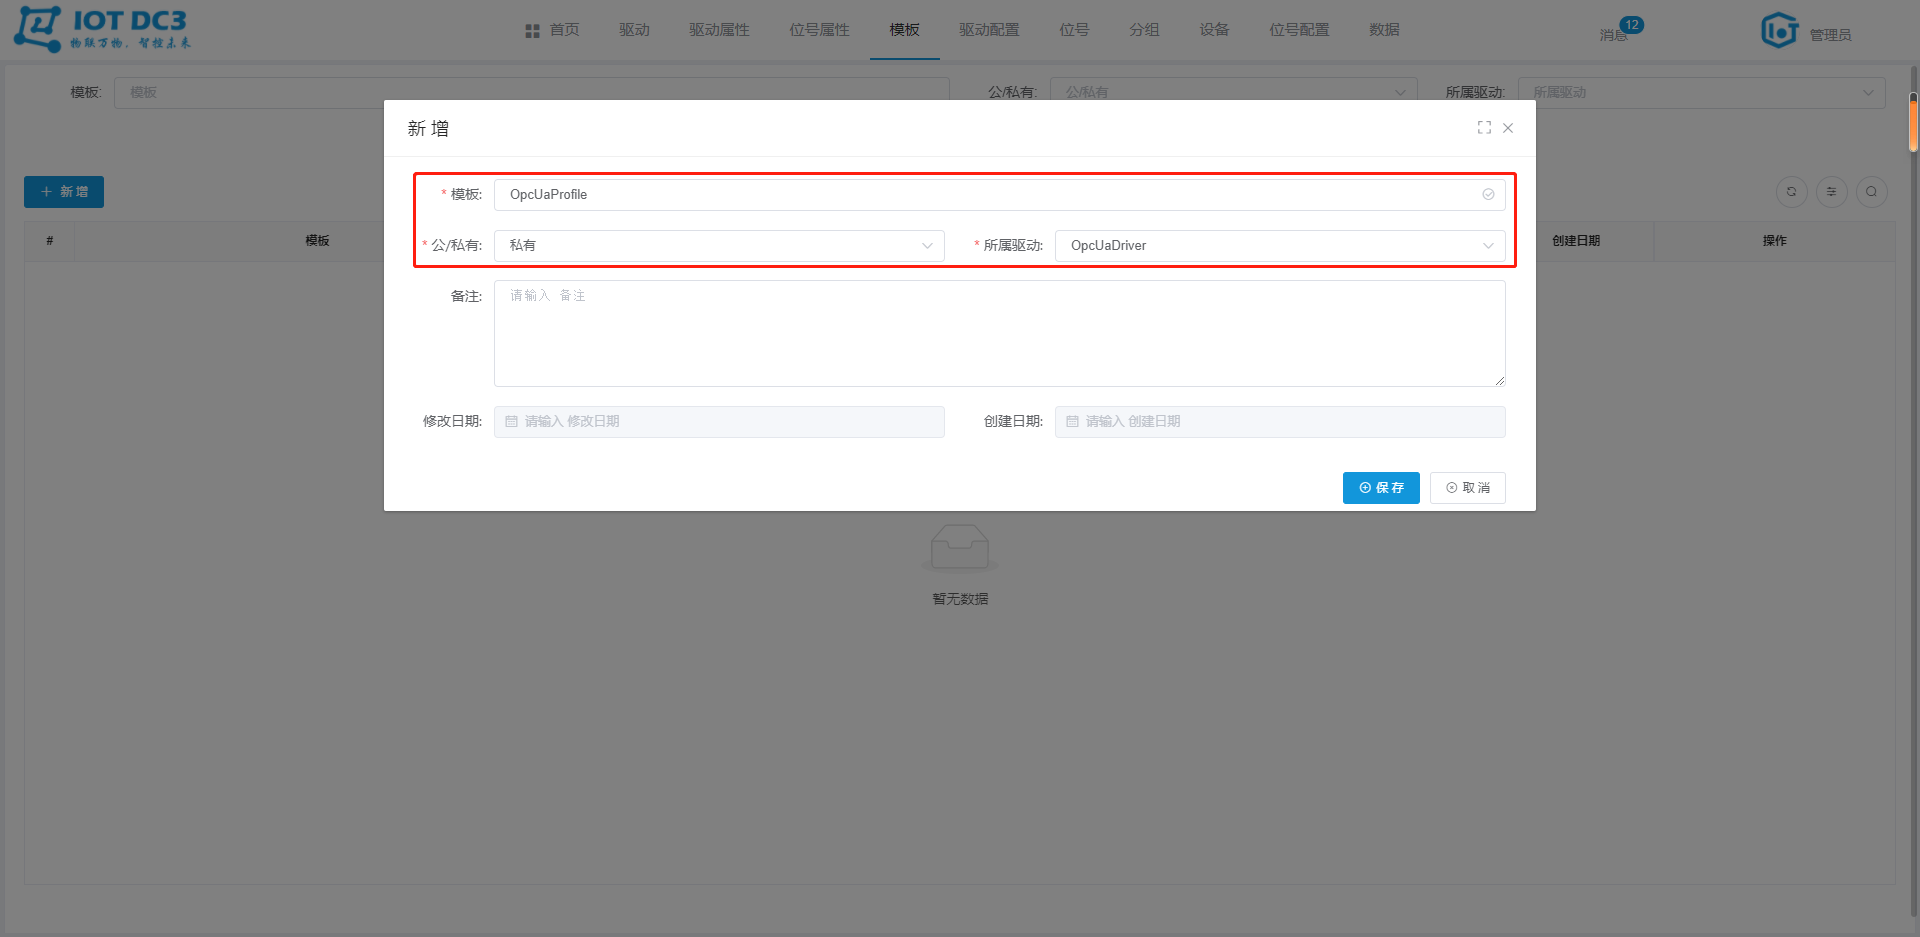 IOT DC3
物联万物，智控未来
首页 驱动 驱动属性 位号属性 模板 驱动配置 位号 分组 设备 位号配置 数据
消息 12
管理员
模板: 模板 公/私有: 公/私有 所属驱动: 所属驱动
新增
新增
# 模板 创建日期 操作
* 模板: OpcUaProfile
* 公/私有: 私有 * 所属驱动: OpcUaDriver
备注: 请输入 备注
修改日期: 请输入 修改日期 创建日期: 请输入 创建日期
保存 取消
暂无数据